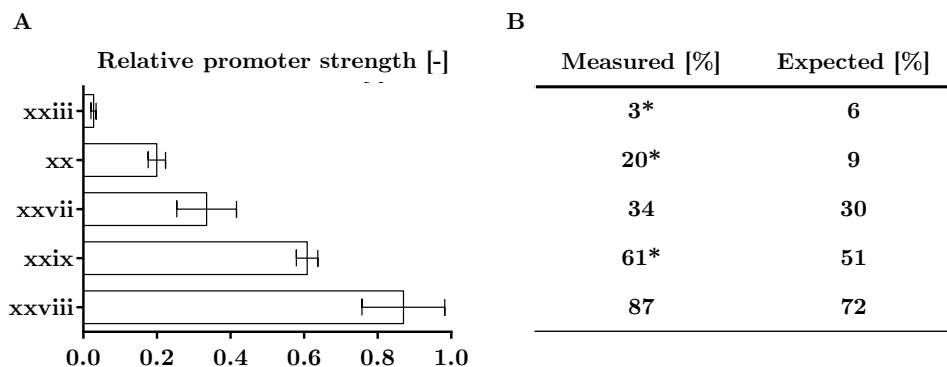 A
Relative promoter strength [-]
xxiii
xx
xxvii
xxix
xxviii
0.0 0.2 0.4 0.6 0.8 1.0
B
Measured [%] Expected [%]
3* 6
20* 9
34 30
61* 51
87 72